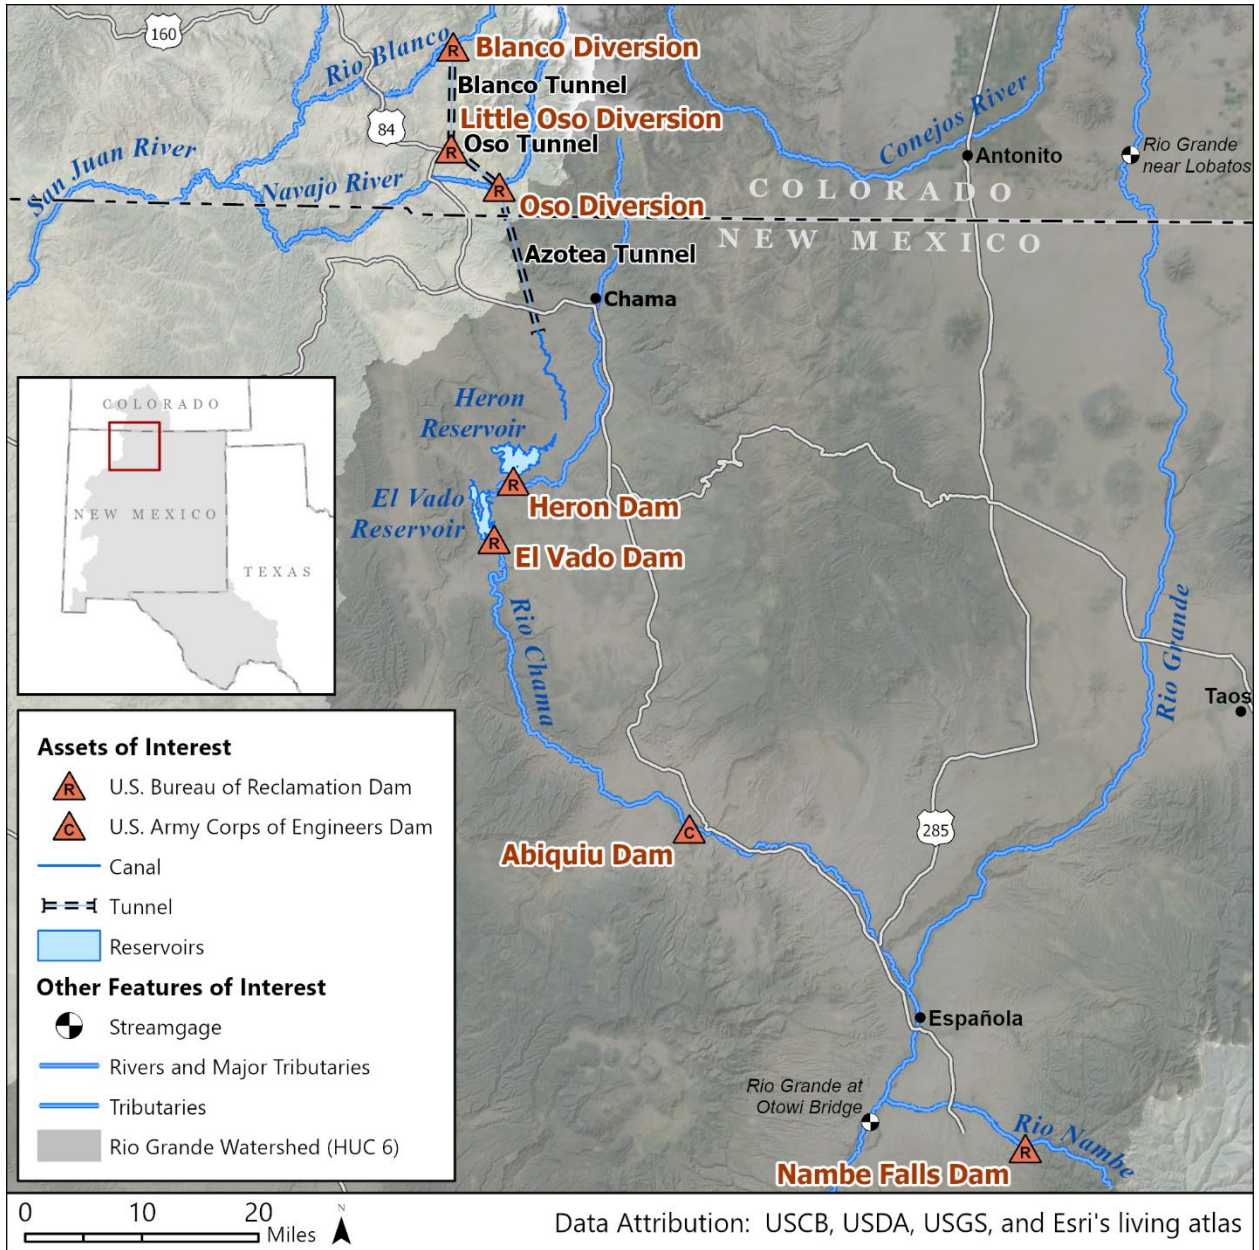 160
Rio Blanco
Blanco Diversion
Blanco Tunnel
Little Oso Diversion
84
Oso Tunnel
San Juan River
Navajo River
Oso Diversion
Conejos River
Antonito
Rio Grande
near Lobatos
COLORADO
NEW MEXICO
Azotea Tunnel
Chama
Heron
Reservoir
El Vado
Reservoir
Heron Dam
El Vado Dam
Rio Chama
Rio Grande
Taos
285
Abiquiu Dam
Española
Rio Grande at
Otowi Bridge
Rio Nambe
Nambe Falls Dam
COLORADO
NEW MEXICO
TEXAS
Assets of Interest
R U.S. Bureau of Reclamation Dam
C U.S. Army Corps of Engineers Dam
Canal
Tunnel
Reservoirs
Other Features of Interest
Streamgage
Rivers and Major Tributaries
Tributaries
Rio Grande Watershed (HUC 6)
0 10 20
Miles
N
Data Attribution: USCB, USDA, USGS, and Esri's living atlas